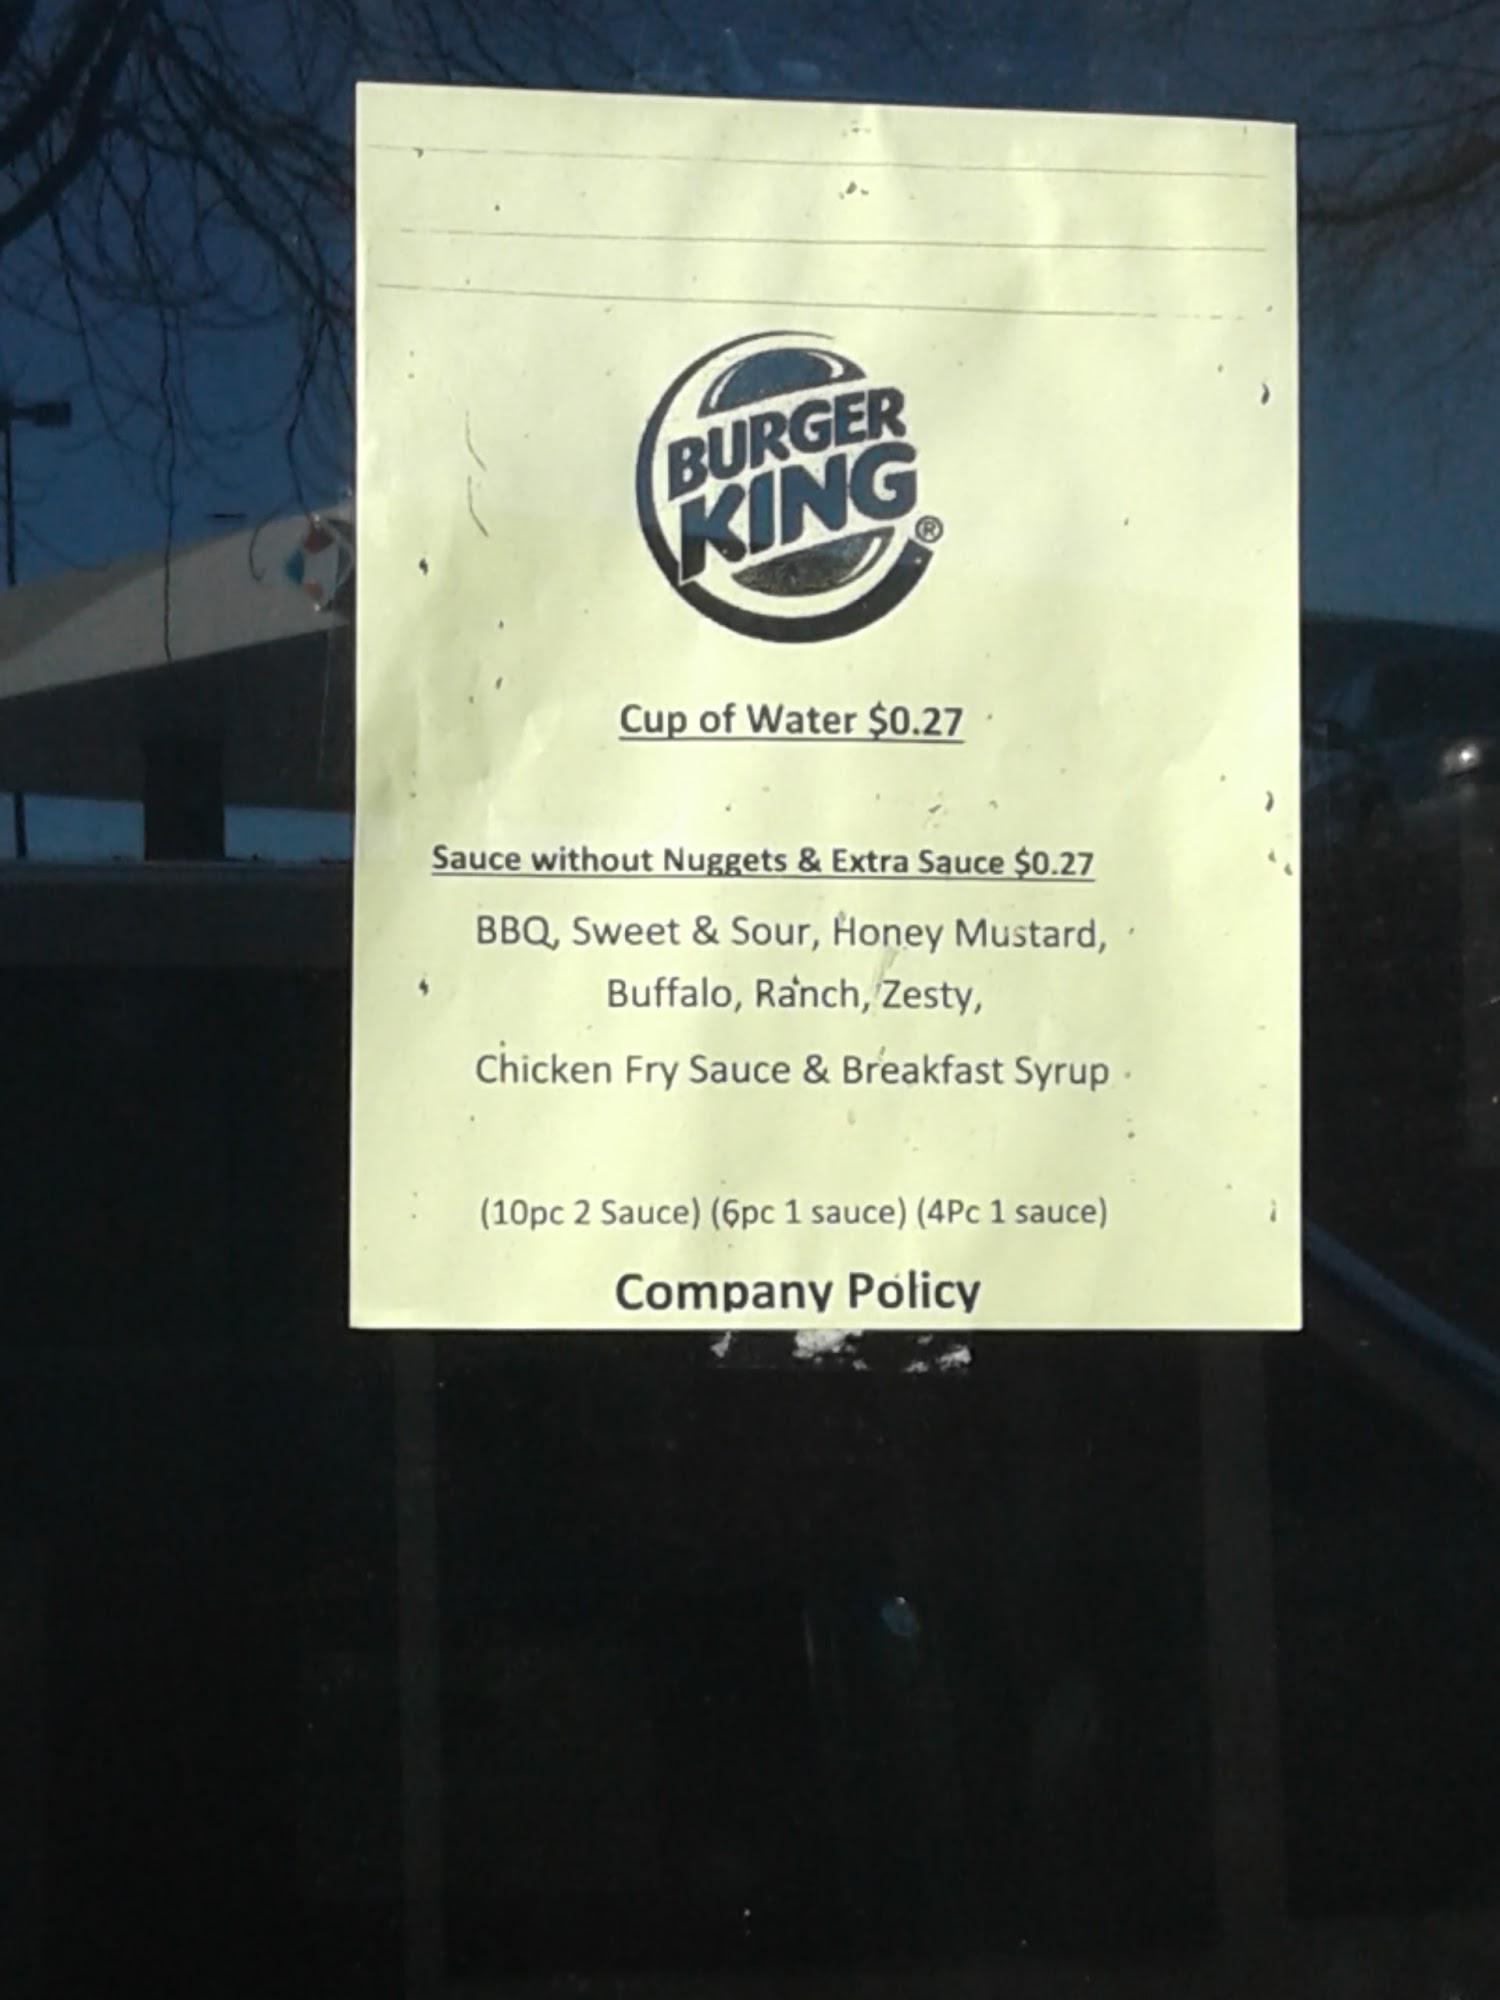 BURGER
KING®
Cup of Water $0.27
Sauce without Nuggets & Extra Sauce $0.27
BBQ, Sweet & Sour, Honey Mustard,
Buffalo, Ranch, Zesty,
Chicken Fry Sauce & Breakfast Syrup
(10pc 2 Sauce) (6pc 1 sauce) (4Pc 1 sauce)
Company Policy